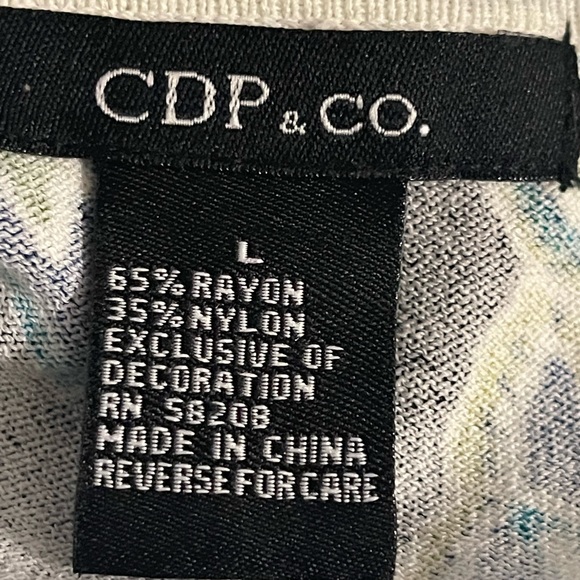 CDP & CO.
L
65% RAYON
35% NYLON
EXCLUSIVE OF
DECORATION
RN 58208
MADE IN CHINA
REVERSE FOR CARE